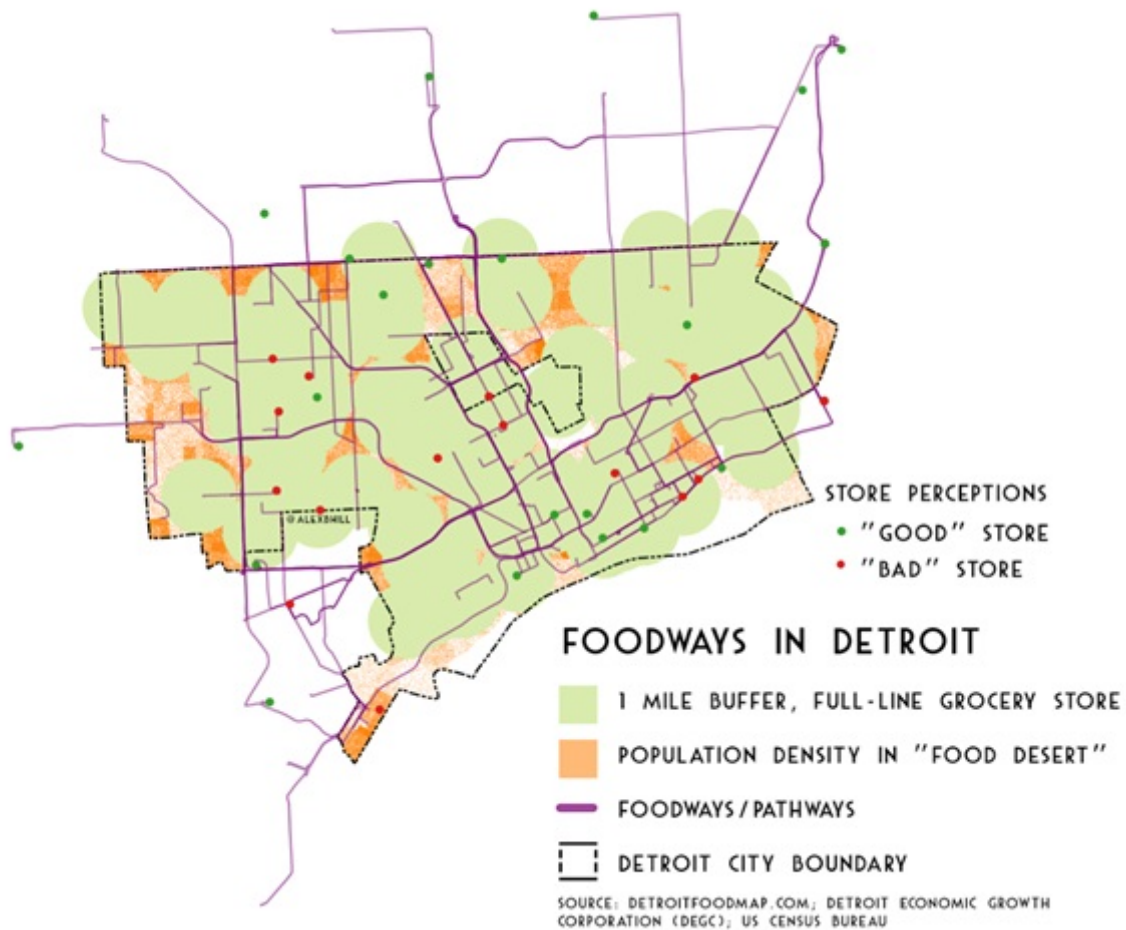 © ALEXBHILL
STORE PERCEPTIONS
"GOOD" STORE
"BAD" STORE
FOODWAYS IN DETROIT
1 MILE BUFFER, FULL-LINE GROCERY STORE
POPULATION DENSITY IN "FOOD DESERT"
FOODWAYS/PATHWAYS
DETROIT CITY BOUNDARY
SOURCE: DETROITFOODMAP.COM; DETROIT ECONOMIC GROWTH
CORPORATION (DEGC); US CENSUS BUREAU